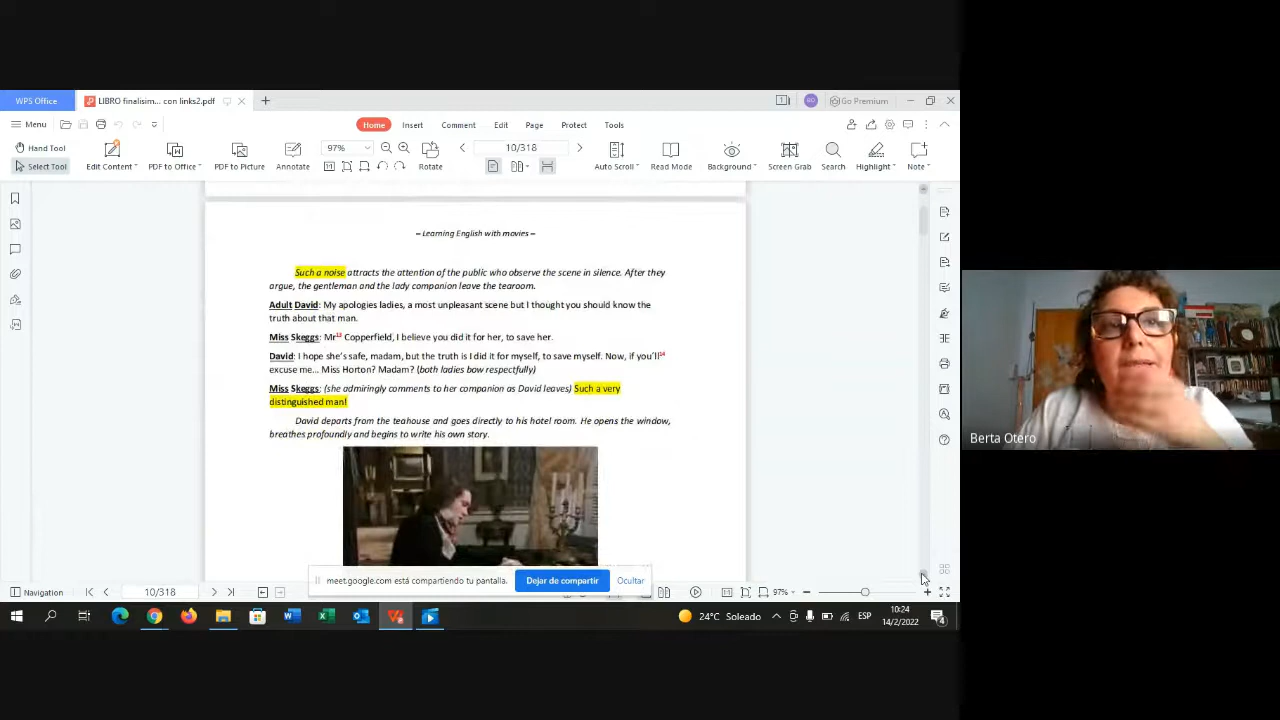 WPS Office
LIBRO finalisim... con links2.pdf
Go Premium
Menu
Home Insert Comment Edit Page Protect Tools
Hand Tool
Select Tool
Edit Content
PDF to Office
PDF to Picture
Annotate
97%
Rotate
10/318
Auto Scroll
Read Mode
Background
Screen Grab
Search
Highlight
Note
– Learning English with movies –
Such a noise attracts the attention of the public who observe the scene in silence. After they
argue, the gentleman and the lady companion leave the tearoom.
Adult David: My apologies ladies, a most unpleasant scene but I thought you should know the
truth about that man.
Miss Skeggs: Mr13 Copperfield, I believe you did it for her, to save her.
David: I hope she's safe, madam, but the truth is I did it for myself, to save myself. Now, if you´ll14
excuse me... Miss Horton? Madam? (both ladies bow respectfully)
Miss Skeggs: (she admiringly comments to her companion as David leaves) Such a very
distinguished man!
David departs from the teahouse and goes directly to his hotel room. He opens the window,
breathes profoundly and begins to write his own story.
meet.google.com está compartiendo tu pantalla.
Dejar de compartir
Ocultar
Navigation
10/318
97%
24°C Soleado
ESP
10:24
14/2/2022
4
Berta Otero